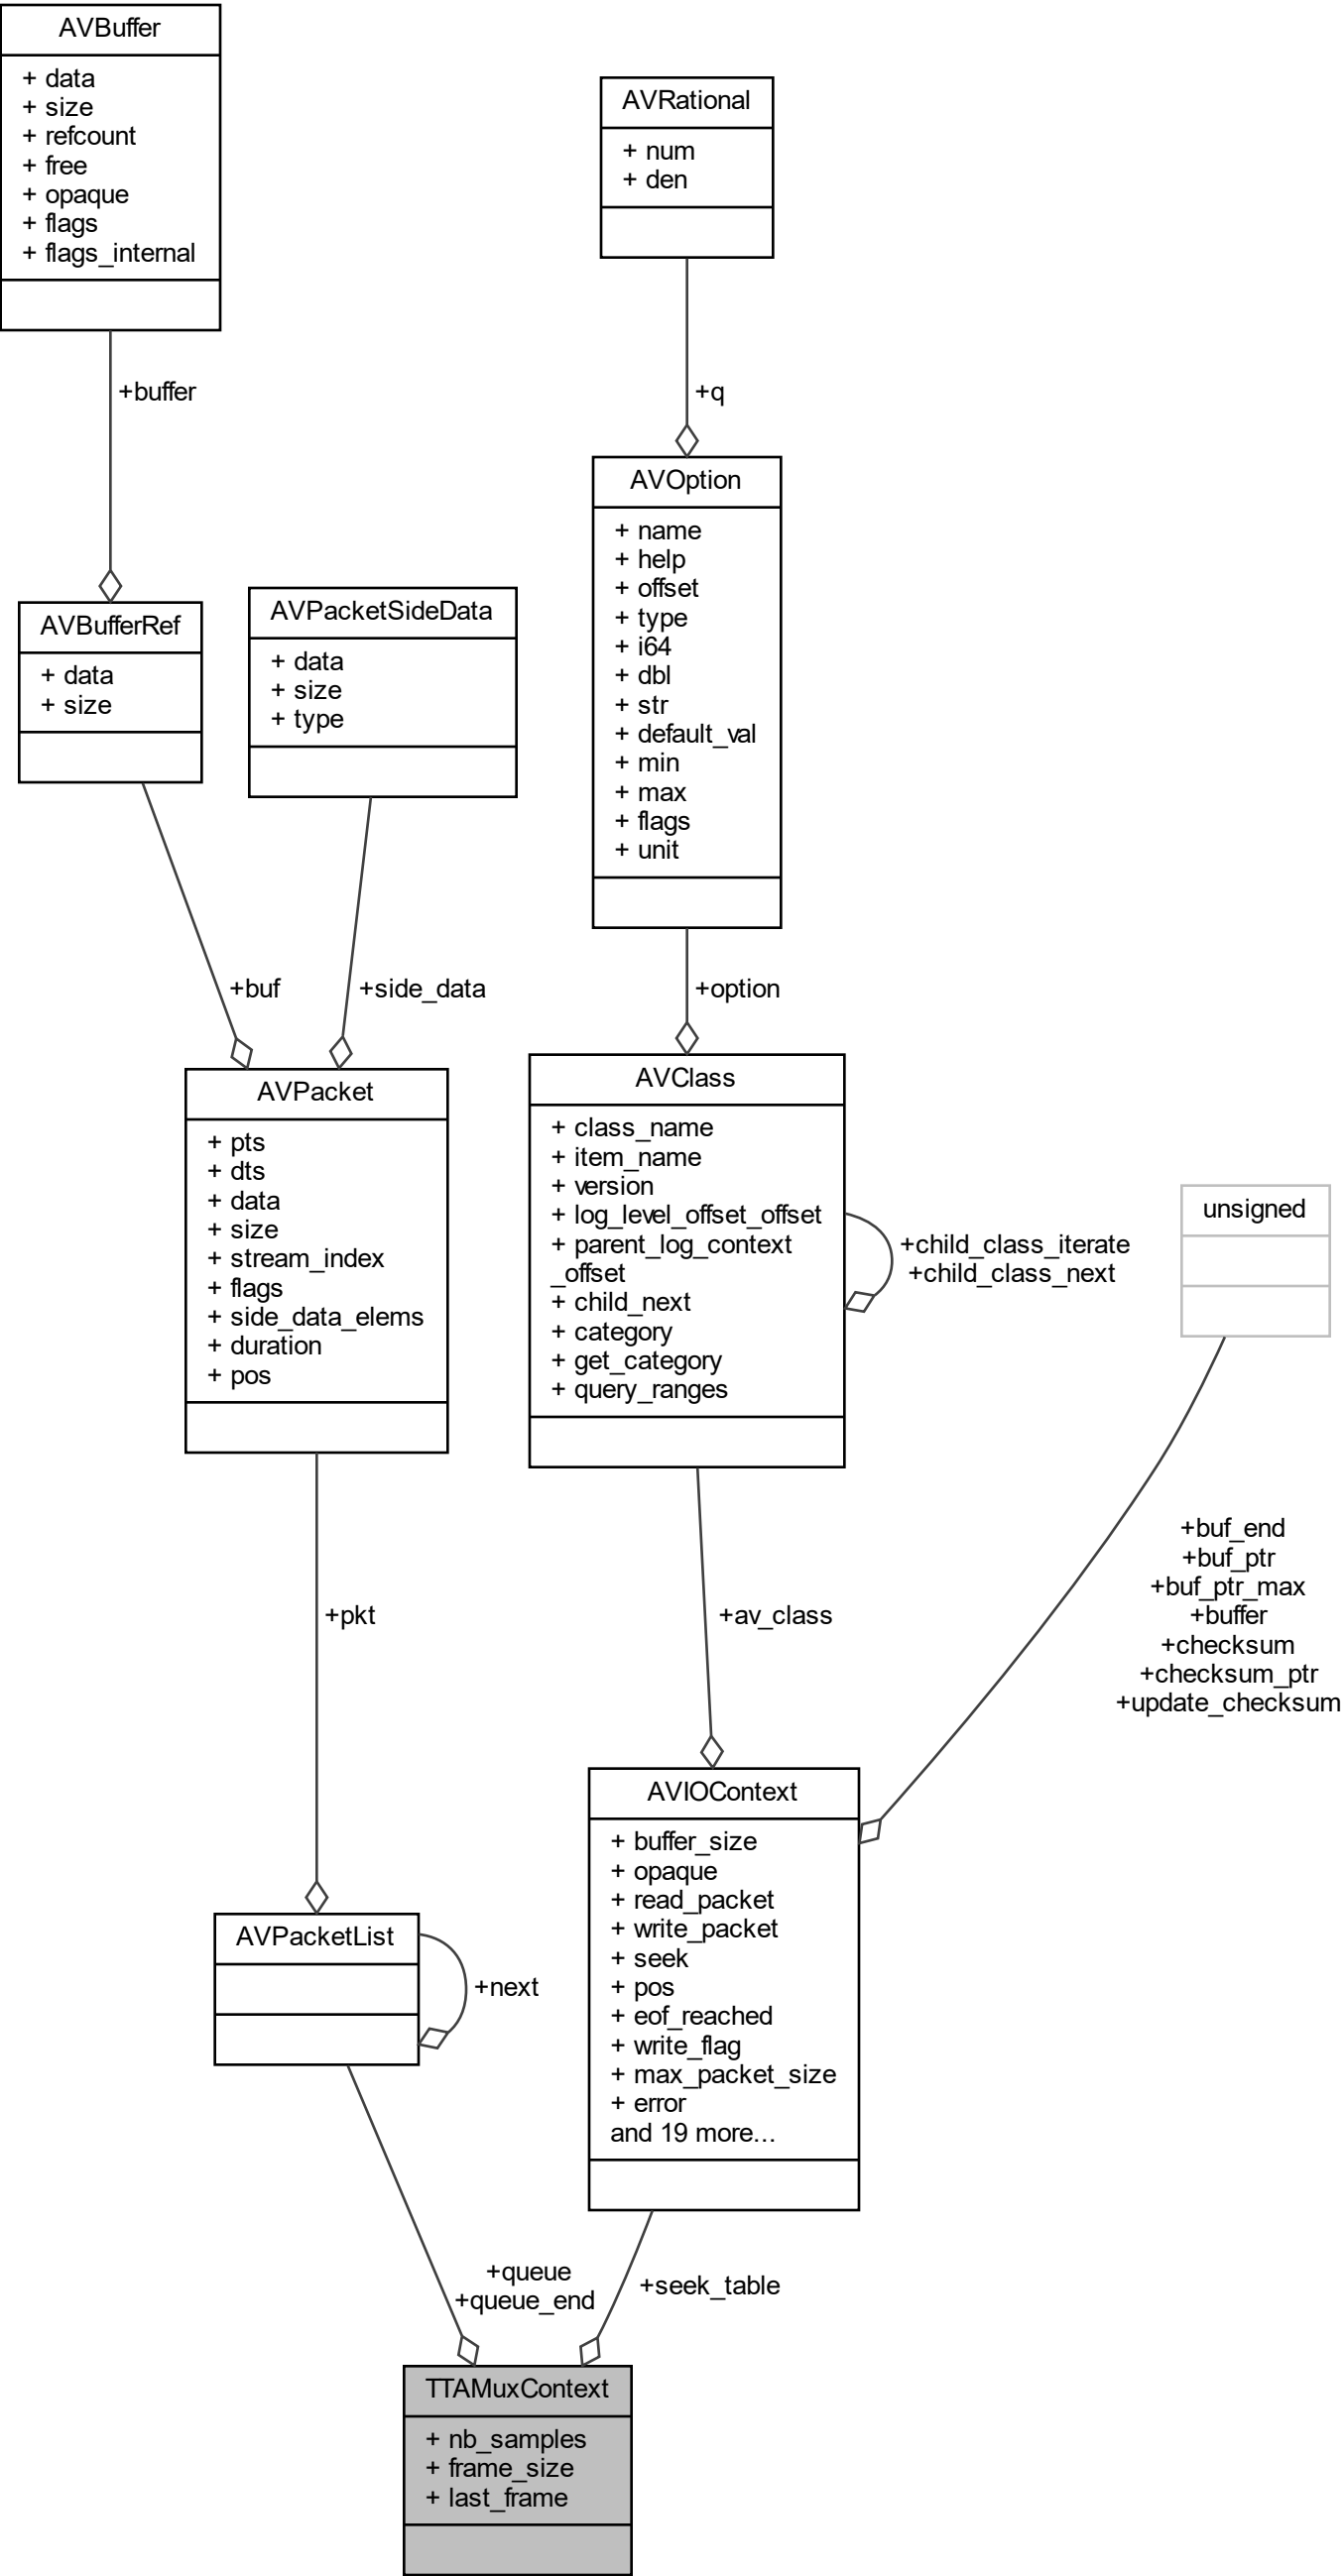 AVBuffer
+ data
+ size
+ refcount
+ free
+ opaque
+ flags
+ flags_internal
AVRational
+ num
+ den
+buffer
+q
AVOption
+ name
+ help
+ offset
+ type
+ i64
+ dbl
+ str
+ default_val
+ min
+ max
+ flags
+ unit
AVBufferRef
+ data
+ size
AVPacketSideData
+ data
+ size
+ type
+buf
+side_data
+option
AVPacket
+ pts
+ dts
+ data
+ size
+ stream_index
+ flags
+ side_data_elems
+ duration
+ pos
AVClass
+ class_name
+ item_name
+ version
+ log_level_offset_offset
+ parent_log_context
_offset
+ child_next
+ category
+ get_category
+ query_ranges
+child_class_iterate
+child_class_next
unsigned
+pkt
+av_class
+buf_end
+buf_ptr
+buf_ptr_max
+buffer
+checksum
+checksum_ptr
+update_checksum
AVPacketList
+next
AVIOContext
+ buffer_size
+ opaque
+ read_packet
+ write_packet
+ seek
+ pos
+ eof_reached
+ write_flag
+ max_packet_size
+ error
and 19 more...
+queue
+queue_end
+seek_table
TTAMuxContext
+ nb_samples
+ frame_size
+ last_frame